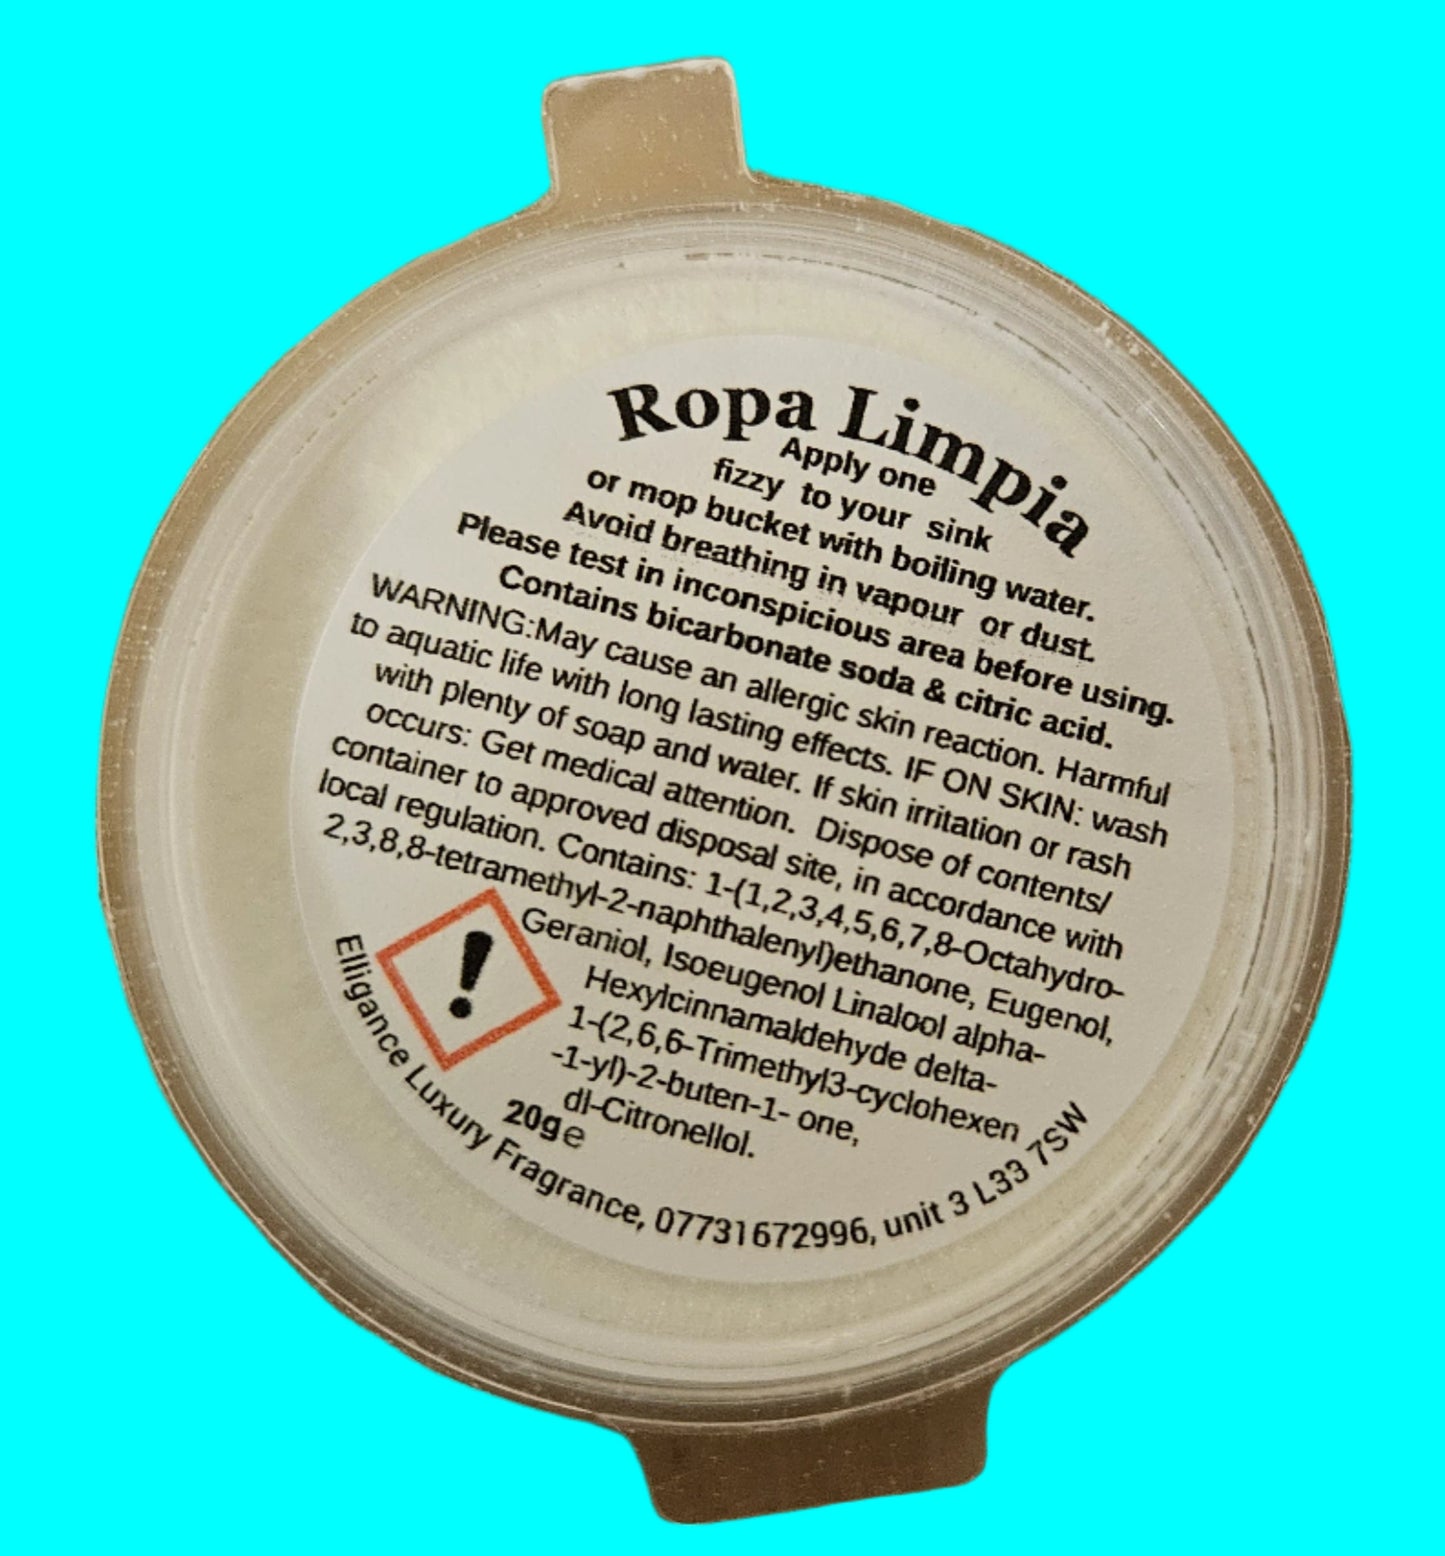 Ropa Limpia
Apply one
fizzy to your sink
or mop bucket with boiling water.
Avoid breathing in vapour or dust.
Please test in inconspicious area before using.
Contains bicarbonate soda & citric acid.
WARNING:May cause an allergic skin reaction. Harmful
to aquatic life with long lasting effects. IF ON SKIN: wash
with plenty of soap and water. If skin irritation or rash
occurs: Get medical attention. Dispose of contents/
container to approved disposal site, in accordance with
local regulation. Contains: 1-(1,2,3,4,5,6,7,8-Octahydro-
2,3,8,8-tetramethyl-2-naphthalenyl)ethanone, Eugenol,
Geraniol, Isoeugenol Linalool alpha-
Hexylcinnamaldehyde delta-
1-(2,6,6-Trimethyl3-cyclohexen
-1-yl)-2-buten-1- one,
dl-Citronellol.
20g℮
Elligance Luxury Fragrance, 07731672996, unit 3 L33 7SW